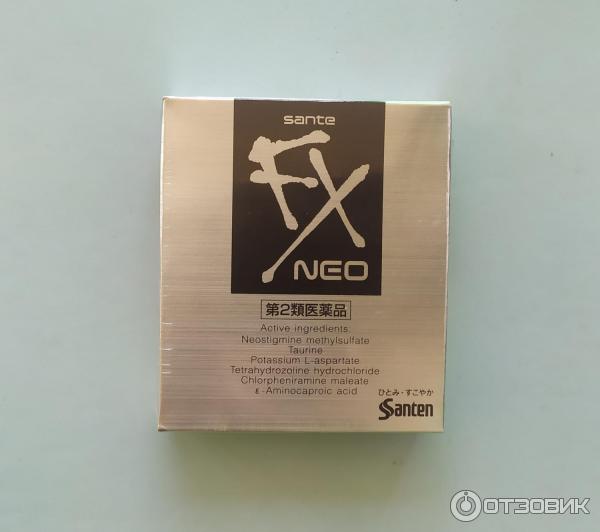 sante
FX
NEO
第2類医薬品
Active ingredients:
Neostigmine methylsulfate
Taurine
Potassium L-aspartate
Tetrahydrozoline hydrochloride
Chlorpheniramine maleate
ε-Aminocaproic acid
ひとみ・すこやか
Santen
ОТЗОВИК